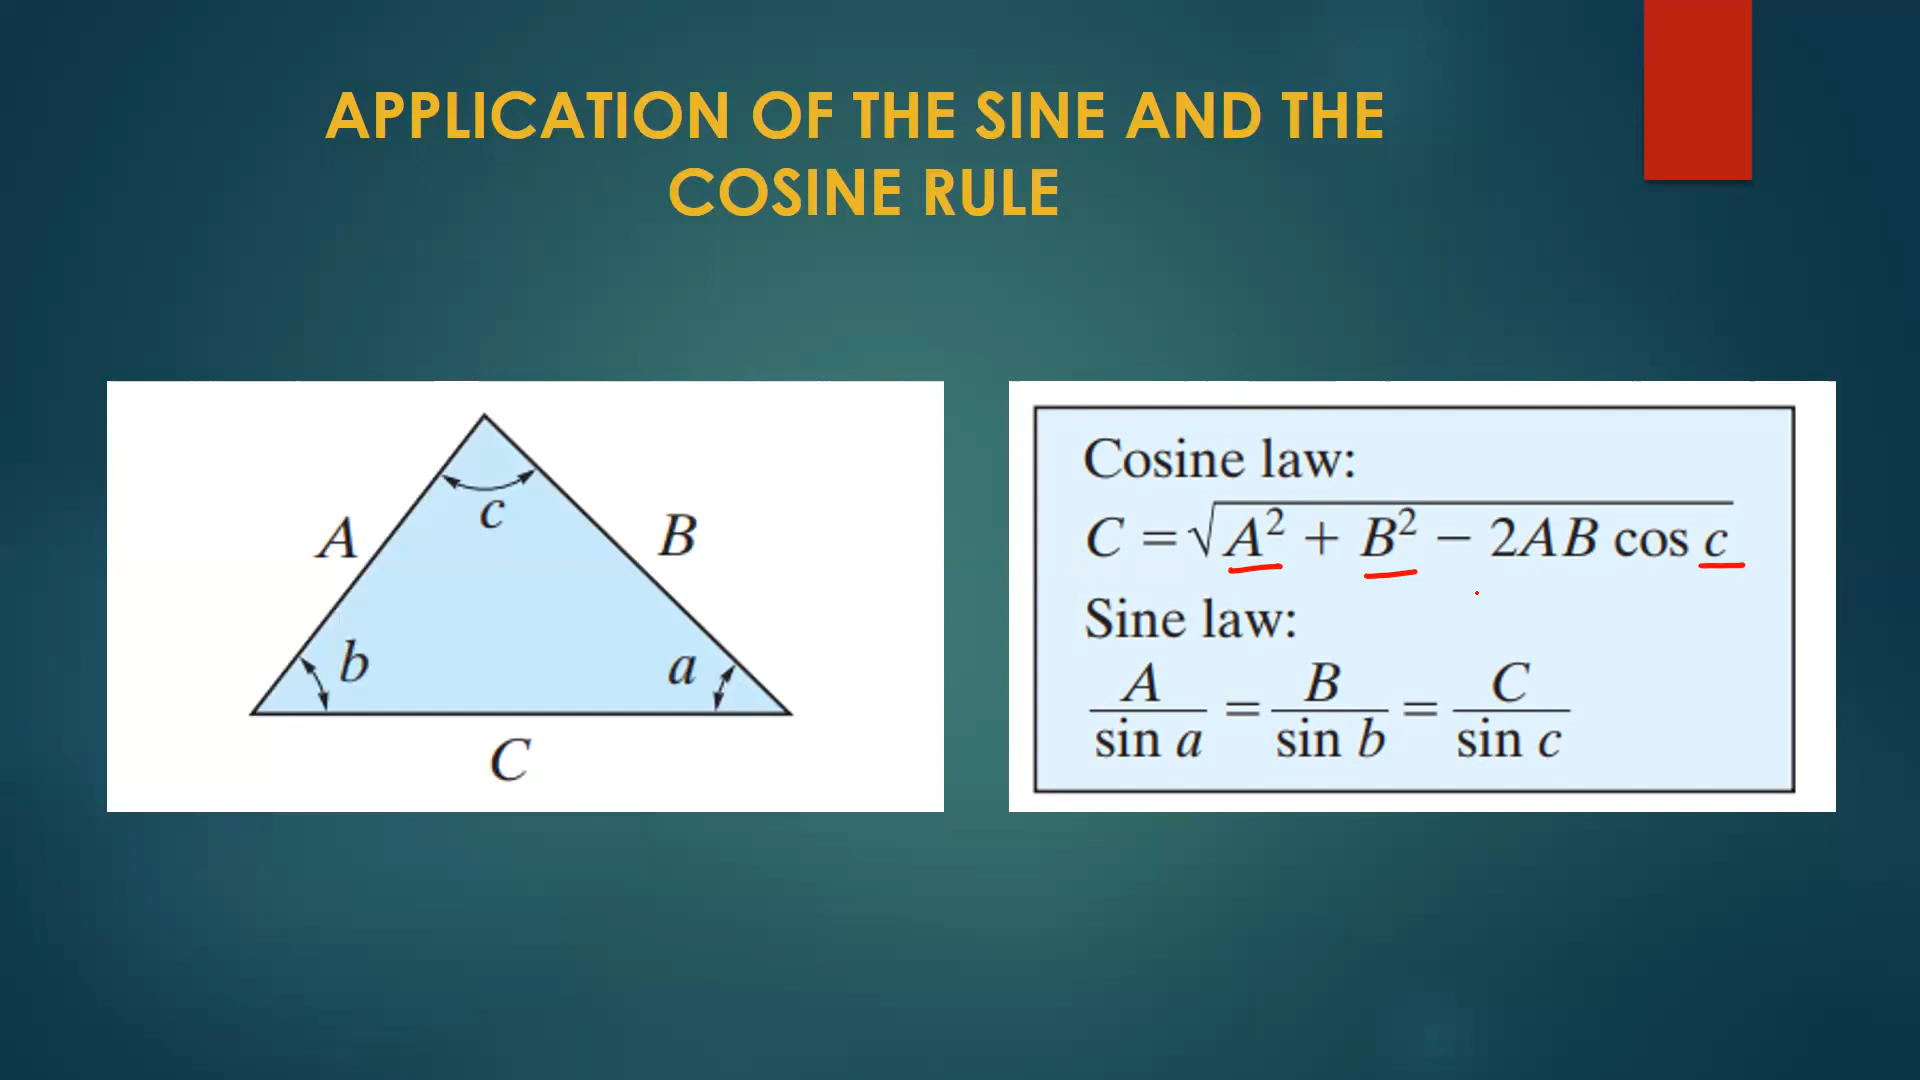 APPLICATION OF THE SINE AND THE
COSINE RULE
c
A
B
b
a
C
Cosine law:
C = √A² + B² − 2AB cos c
Sine law:
A/sin a = B/sin b = C/sin c